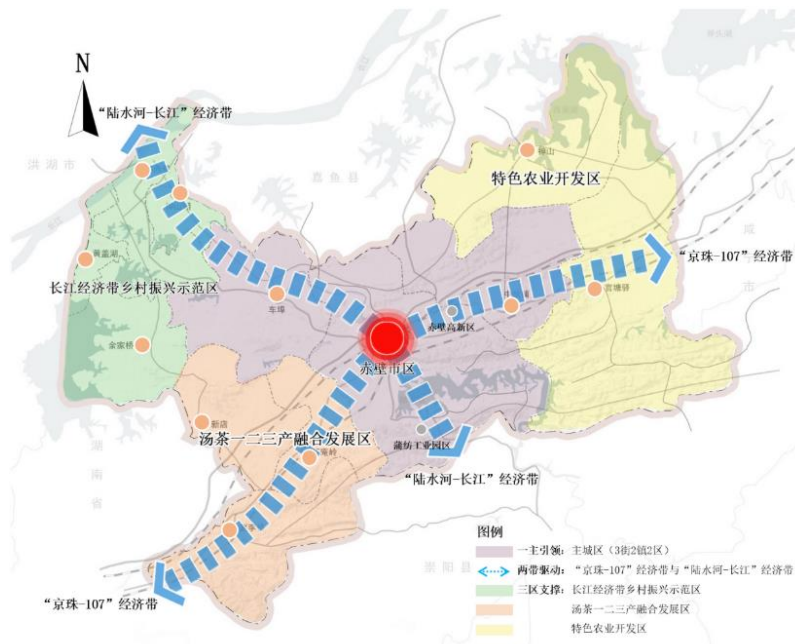 N
“陆水河-长江”经济带
洪湖市
嘉鱼县
特色农业开发区
“京珠-107”经济带
黄盖湖
长江经济带乡村振兴示范区
车埠
官塘驿
赤壁高新区
余家桥
赤壁市区
新店
汤茶一二三产融合发展区
蒲纺工业园区
湖南省
“陆水河-长江”经济带
崇阳县
“京珠-107”经济带
图例
一主引领：主城区（3街2镇2区）
两带驱动：“京珠-107”经济带与“陆水河-长江”经济带
三区支撑：长江经济带乡村振兴示范区
汤茶一二三产融合发展区
特色农业开发区